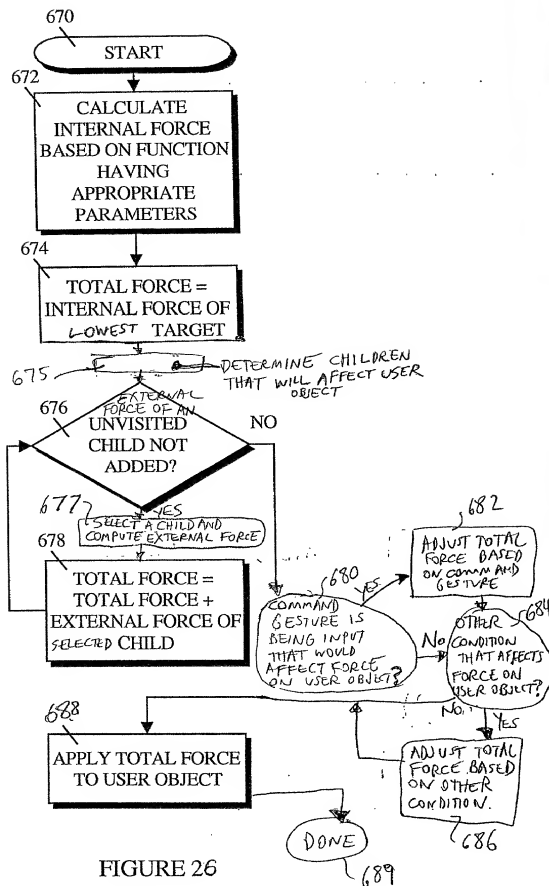 670
START
672
CALCULATE
INTERNAL FORCE
BASED ON FUNCTION
HAVING
APPROPRIATE
PARAMETERS
674
TOTAL FORCE =
INTERNAL FORCE OF
LOWEST TARGET
675
DETERMINE CHILDREN
THAT WILL AFFECT USER
OBJECT
676
EXTERNAL
FORCE OF AN
UNVISITED
CHILD NOT
ADDED?
NO
YES
677
SELECT A CHILD AND
COMPUTE EXTERNAL FORCE
678
TOTAL FORCE =
TOTAL FORCE +
EXTERNAL FORCE OF
SELECTED CHILD
680
COMMAND
GESTURE IS
BEING INPUT
THAT WOULD
AFFECT FORCE
ON USER OBJECT?
YES
No
682
ADJUST TOTAL
FORCE BASED
ON COMMAND
GESTURE
684
OTHER
CONDITION
THAT AFFECTS
FORCE ON
USER OBJECT?
No
YES
ADJUST TOTAL
FORCE BASED
ON OTHER
CONDITION.
686
688
APPLY TOTAL FORCE
TO USER OBJECT
DONE
689
FIGURE 26